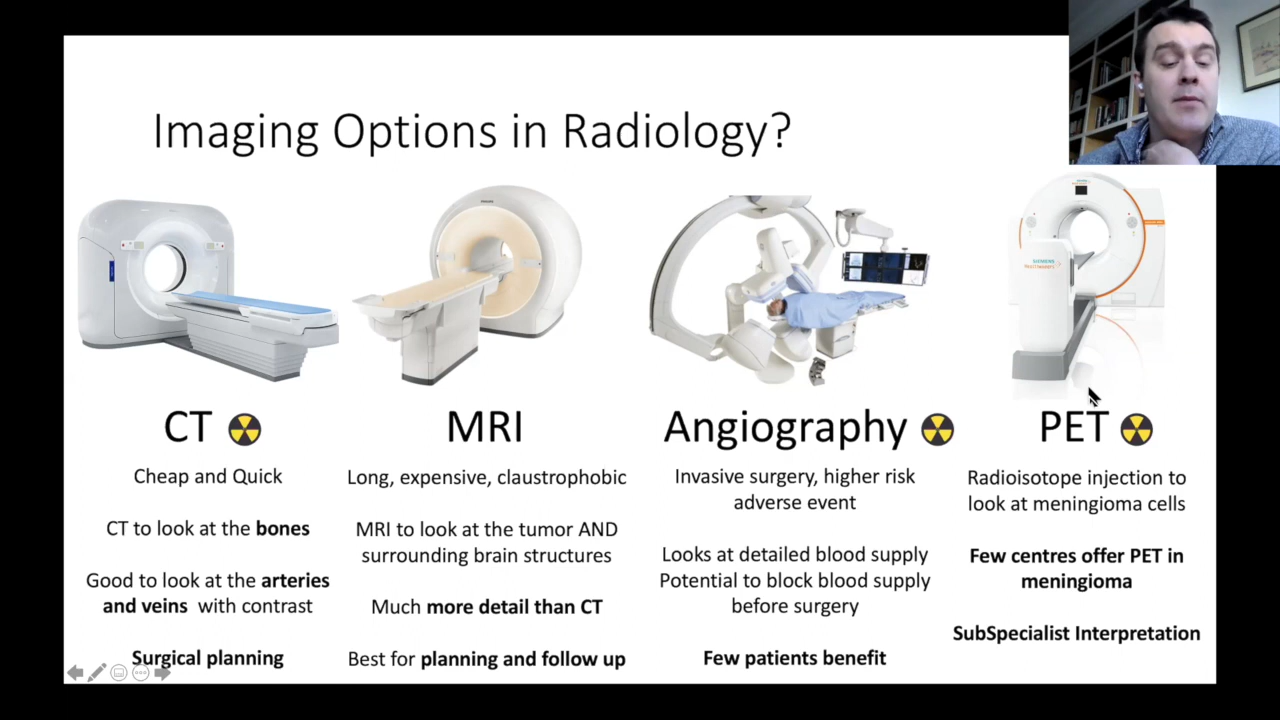 Imaging Options in Radiology?
PHILIPS
SIEMENS
CT
Cheap and Quick
CT to look at the bones
Good to look at the arteries
and veins with contrast
Surgical planning
MRI
Long, expensive, claustrophobic
MRI to look at the tumor AND
surrounding brain structures
Much more detail than CT
Best for planning and follow up
Angiography
Invasive surgery, higher risk
adverse event
Looks at detailed blood supply
Potential to block blood supply
before surgery
Few patients benefit
PET
Radioisotope injection to
look at meningioma cells
Few centres offer PET in
meningioma
SubSpecialist Interpretation